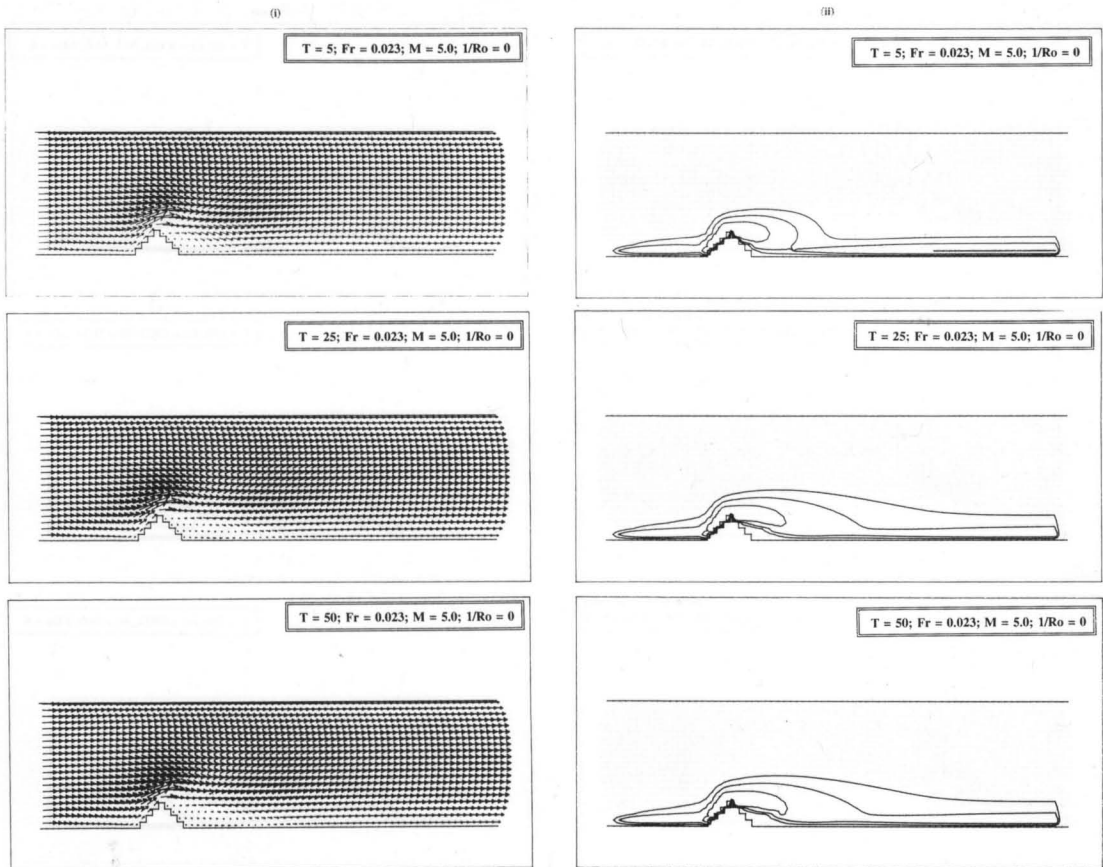 (i)
(ii)
T = 5; Fr = 0.023; M = 5.0; 1/Ro = 0
T = 5; Fr = 0.023; M = 5.0; 1/Ro = 0
T = 25; Fr = 0.023; M = 5.0; 1/Ro = 0
T = 25; Fr = 0.023; M = 5.0; 1/Ro = 0
T = 50; Fr = 0.023; M = 5.0; 1/Ro = 0
T = 50; Fr = 0.023; M = 5.0; 1/Ro = 0